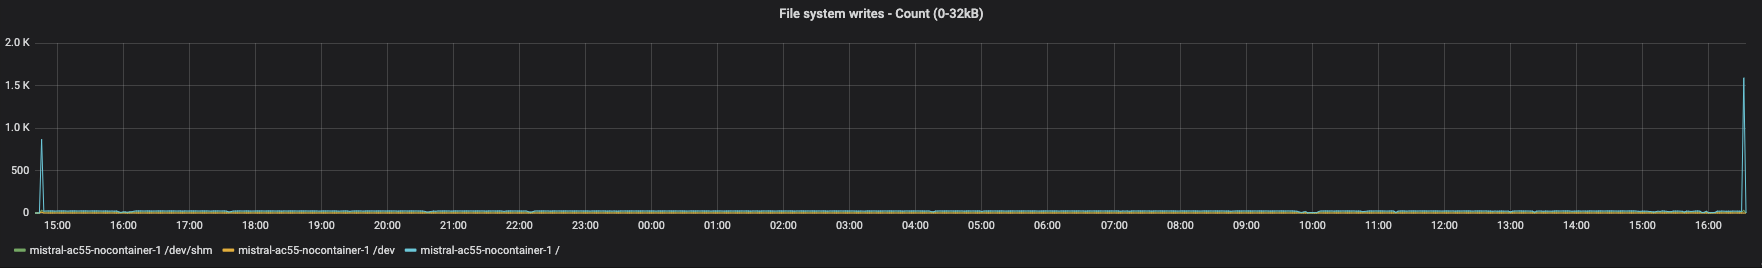 File system writes - Count (0-32kB)
2.0 K
1.5 K
1.0 K
500
0
15:00 16:00 17:00 18:00 19:00 20:00 21:00 22:00 23:00 00:00 01:00 02:00 03:00 04:00 05:00 06:00 07:00 08:00 09:00 10:00 11:00 12:00 13:00 14:00 15:00 16:00
mistral-ac55-nocontainer-1 /dev/shm mistral-ac55-nocontainer-1 /dev mistral-ac55-nocontainer-1 /